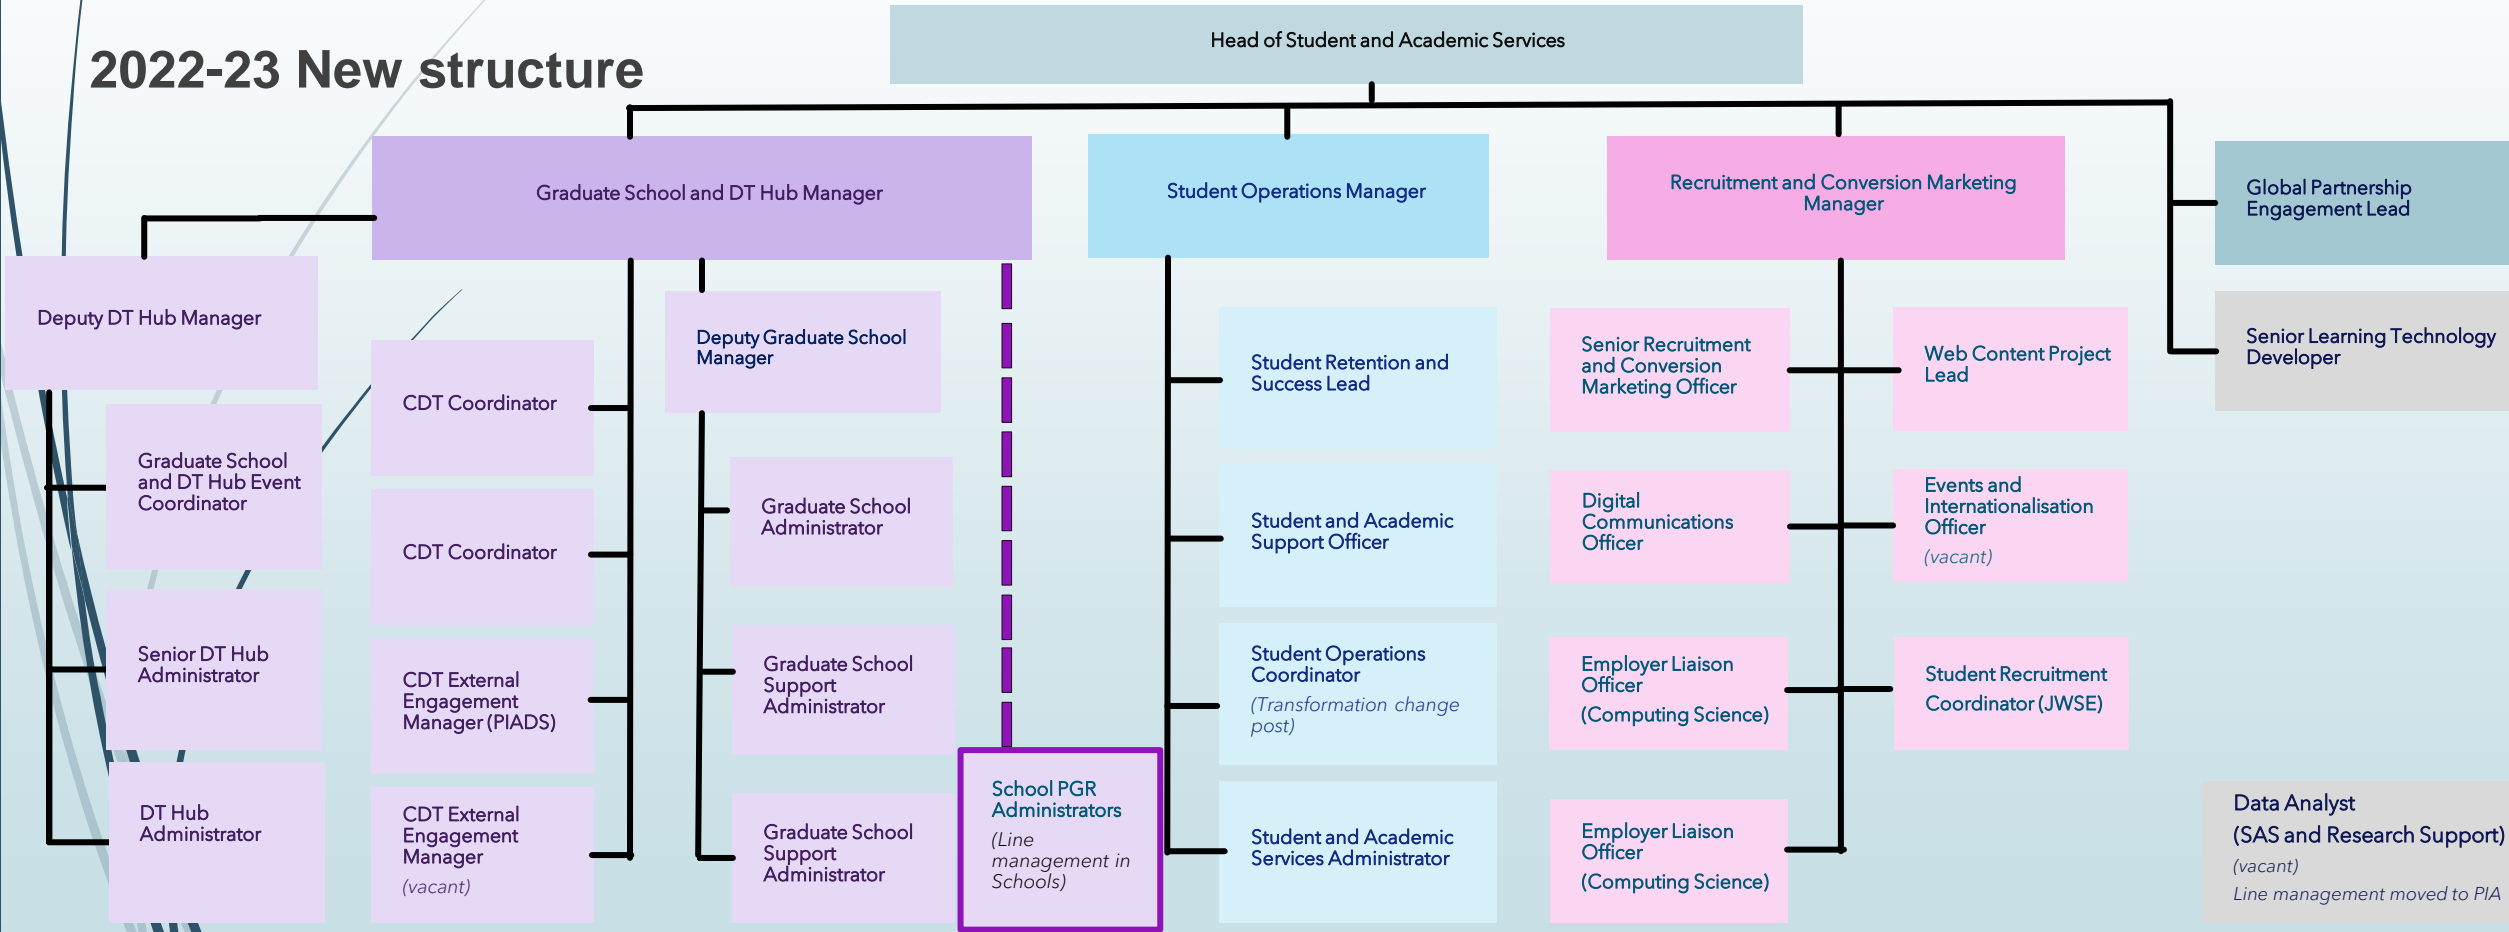 2022-23 New structure
Head of Student and Academic Services
Graduate School and DT Hub Manager
Student Operations Manager
Recruitment and Conversion Marketing
Manager
Global Partnership
Engagement Lead
Senior Learning Technology
Developer
Deputy DT Hub Manager
Graduate School
and DT Hub Event
Coordinator
Senior DT Hub
Administrator
DT Hub
Administrator
CDT Coordinator
CDT Coordinator
CDT External
Engagement
Manager (PIADS)
CDT External
Engagement
Manager
(vacant)
Deputy Graduate School
Manager
Graduate School
Administrator
Graduate School
Support
Administrator
Graduate School
Support
Administrator
School PGR
Administrators
(Line
management in
Schools)
Student Retention and
Success Lead
Student and Academic
Support Officer
Student Operations
Coordinator
(Transformation change
post)
Student and Academic
Services Administrator
Senior Recruitment
and Conversion
Marketing Officer
Digital
Communications
Officer
Employer Liaison
Officer
(Computing Science)
Employer Liaison
Officer
(Computing Science)
Web Content Project
Lead
Events and
Internationalisation
Officer
(vacant)
Student Recruitment
Coordinator (JWSE)
Data Analyst
(SAS and Research Support)
(vacant)
Line management moved to PIA